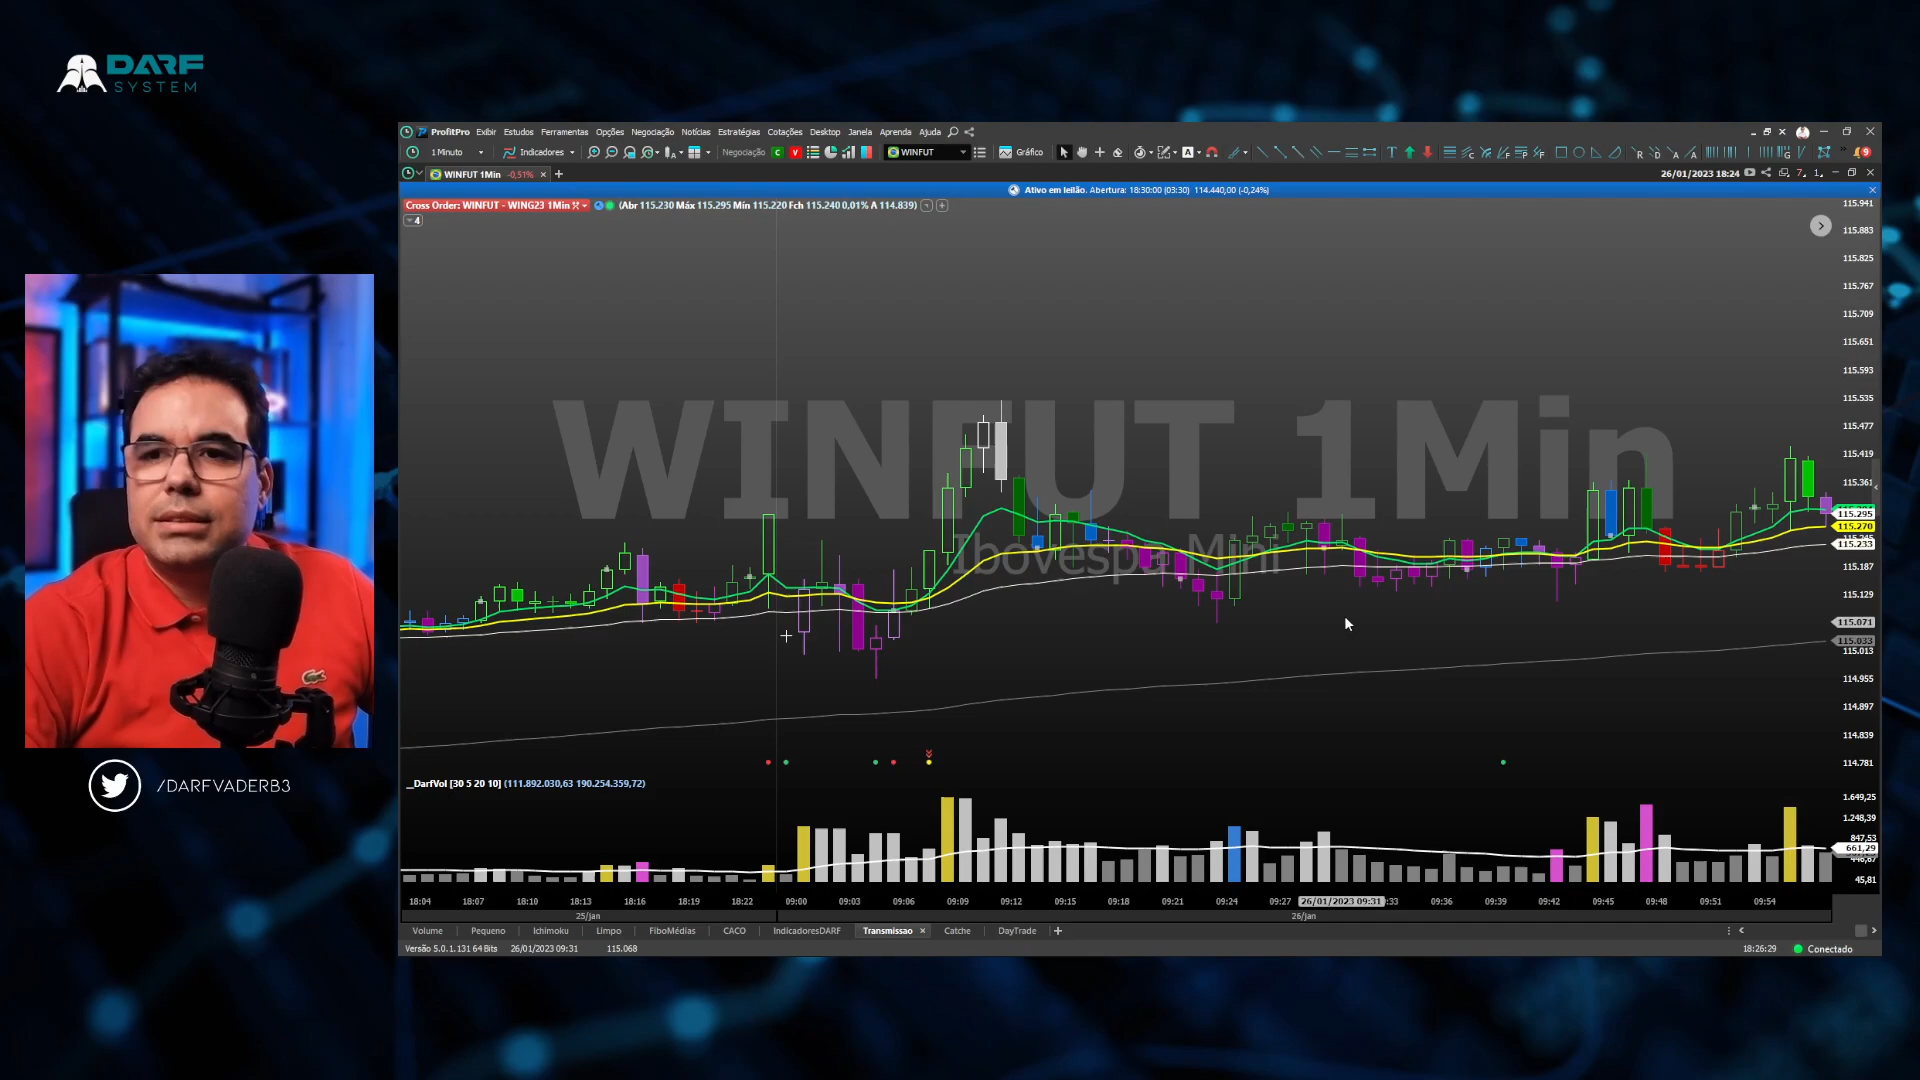 DARF
SYSTEM
ProfitPro Exibir Estudos Ferramentas Opções Negociação Notícias Estratégias Cotações Desktop Janela Aprenda Ajuda
1 Minuto Indicadores Negociação C V WINFUT Gráfico
WINFUT 1Min -0,51% × + 26/01/2023 18:24
Ativo em leilão. Abertura: 18:30:00 (03:30) 114.440,00 (-0,24%)
Cross Order: WINFUT - WING23 1Min (Abr 115.230 Máx 115.295 Mín 115.220 Fch 115.240 0,01% A 114.839)
4
WINFUT 1Min
Ibovespa Mini
115.941
115.883
115.825
115.767
115.709
115.651
115.593
115.535
115.477
115.419
115.361
115.295
115.270
115.233
115.187
115.129
115.071
115.033
115.013
114.955
114.897
114.839
114.781
__DarfVol [30 5 20 10] (111.892.030,63 190.254.359,72)
1.649,25
1.248,39
847,53
661,29
45,81
18:04 18:07 18:10 18:13 18:16 18:19 18:22 09:00 09:03 09:06 09:09 09:12 09:15 09:18 09:21 09:24 09:27 26/01/2023 09:31 :33 09:36 09:39 09:42 09:45 09:48 09:51 09:54
25/jan 26/jan
Volume Pequeno Ichimoku Limpo FiboMédias CACO IndicadoresDARF Transmissao × Catche DayTrade +
Versão 5.0.1.131 64 Bits 26/01/2023 09:31 115.068 18:26:29 Conectado
/DARFVADERB3